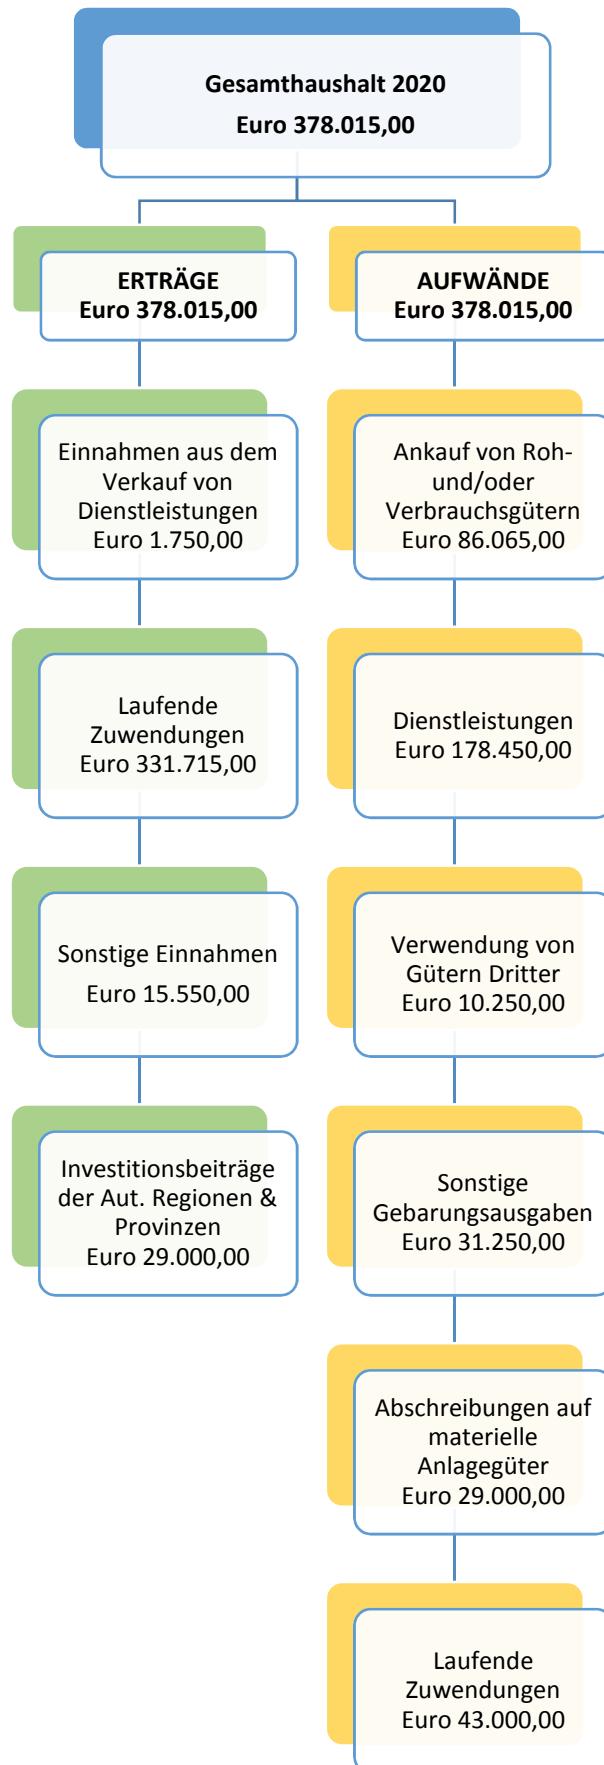 Gesamthaushalt 2020
Euro 378.015,00
ERTRÄGE
Euro 378.015,00
Einnahmen aus dem
Verkauf von
Dienstleistungen
Euro 1.750,00
Laufende
Zuwendungen
Euro 331.715,00
Sonstige Einnahmen
Euro 15.550,00
Investitionsbeiträge
der Aut. Regionen &
Provinzen
Euro 29.000,00
AUFWÄNDE
Euro 378.015,00
Ankauf von Roh-
und/oder
Verbrauchsgütern
Euro 86.065,00
Dienstleistungen
Euro 178.450,00
Verwendung von
Gütern Dritter
Euro 10.250,00
Sonstige
Gebarungsausgaben
Euro 31.250,00
Abschreibungen auf
materielle
Anlagegüter
Euro 29.000,00
Laufende
Zuwendungen
Euro 43.000,00